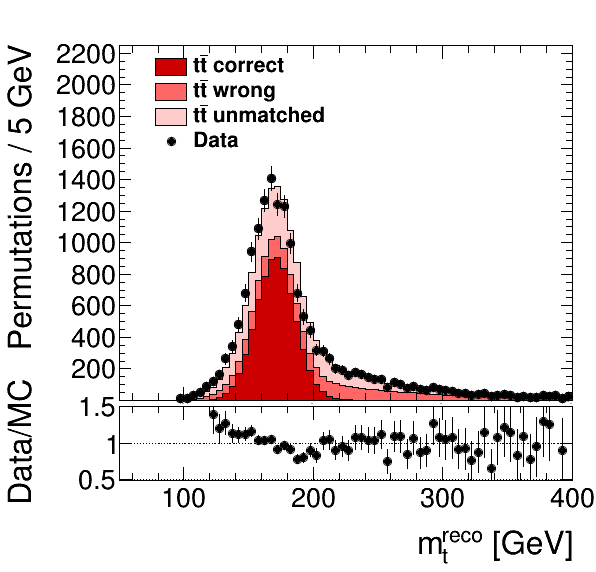 Permutations / 5 GeV
2200
2000
1800
1600
1400
1200
1000
800
600
400
200
tt̄ correct
tt̄ wrong
tt̄ unmatched
Data
Data/MC
1.5
1
0.5
100 200 300 400
m_t^reco [GeV]